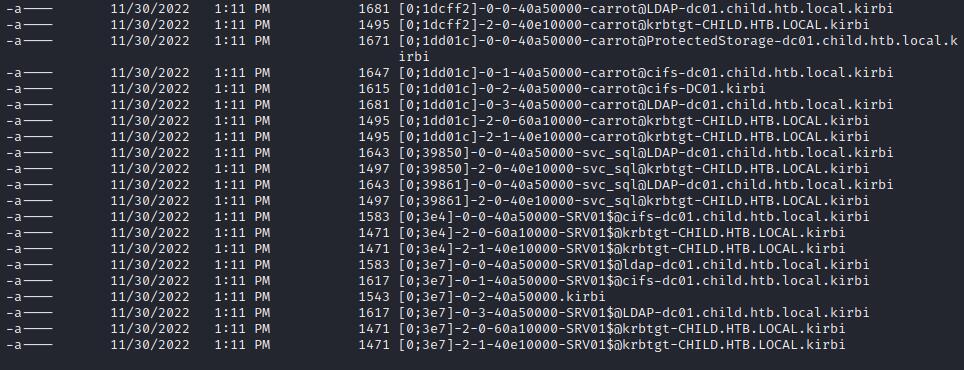 -a---- 11/30/2022 1:11 PM 1681 [0;1dcff2]-0-0-40a50000-carrot@LDAP-dc01.child.htb.local.kirbi
-a---- 11/30/2022 1:11 PM 1495 [0;1dcff2]-2-0-40e10000-carrot@krbtgt-CHILD.HTB.LOCAL.kirbi
-a---- 11/30/2022 1:11 PM 1671 [0;1dd01c]-0-0-40a50000-carrot@ProtectedStorage-dc01.child.htb.local.k
irbi
-a---- 11/30/2022 1:11 PM 1647 [0;1dd01c]-0-1-40a50000-carrot@cifs-dc01.child.htb.local.kirbi
-a---- 11/30/2022 1:11 PM 1615 [0;1dd01c]-0-2-40a50000-carrot@cifs-DC01.kirbi
-a---- 11/30/2022 1:11 PM 1681 [0;1dd01c]-0-3-40a50000-carrot@LDAP-dc01.child.htb.local.kirbi
-a---- 11/30/2022 1:11 PM 1495 [0;1dd01c]-2-0-60a10000-carrot@krbtgt-CHILD.HTB.LOCAL.kirbi
-a---- 11/30/2022 1:11 PM 1495 [0;1dd01c]-2-1-40e10000-carrot@krbtgt-CHILD.HTB.LOCAL.kirbi
-a---- 11/30/2022 1:11 PM 1643 [0;39850]-0-0-40a50000-svc_sql@LDAP-dc01.child.htb.local.kirbi
-a---- 11/30/2022 1:11 PM 1497 [0;39850]-2-0-40e10000-svc_sql@krbtgt-CHILD.HTB.LOCAL.kirbi
-a---- 11/30/2022 1:11 PM 1643 [0;39861]-0-0-40a50000-svc_sql@LDAP-dc01.child.htb.local.kirbi
-a---- 11/30/2022 1:11 PM 1497 [0;39861]-2-0-40e10000-svc_sql@krbtgt-CHILD.HTB.LOCAL.kirbi
-a---- 11/30/2022 1:11 PM 1583 [0;3e4]-0-0-40a50000-SRV01$@cifs-dc01.child.htb.local.kirbi
-a---- 11/30/2022 1:11 PM 1471 [0;3e4]-2-0-60a10000-SRV01$@krbtgt-CHILD.HTB.LOCAL.kirbi
-a---- 11/30/2022 1:11 PM 1471 [0;3e4]-2-1-40e10000-SRV01$@krbtgt-CHILD.HTB.LOCAL.kirbi
-a---- 11/30/2022 1:11 PM 1583 [0;3e7]-0-0-40a50000-SRV01$@ldap-dc01.child.htb.local.kirbi
-a---- 11/30/2022 1:11 PM 1617 [0;3e7]-0-1-40a50000-SRV01$@cifs-dc01.child.htb.local.kirbi
-a---- 11/30/2022 1:11 PM 1543 [0;3e7]-0-2-40a50000.kirbi
-a---- 11/30/2022 1:11 PM 1617 [0;3e7]-0-3-40a50000-SRV01$@LDAP-dc01.child.htb.local.kirbi
-a---- 11/30/2022 1:11 PM 1471 [0;3e7]-2-0-60a10000-SRV01$@krbtgt-CHILD.HTB.LOCAL.kirbi
-a---- 11/30/2022 1:11 PM 1471 [0;3e7]-2-1-40e10000-SRV01$@krbtgt-CHILD.HTB.LOCAL.kirbi